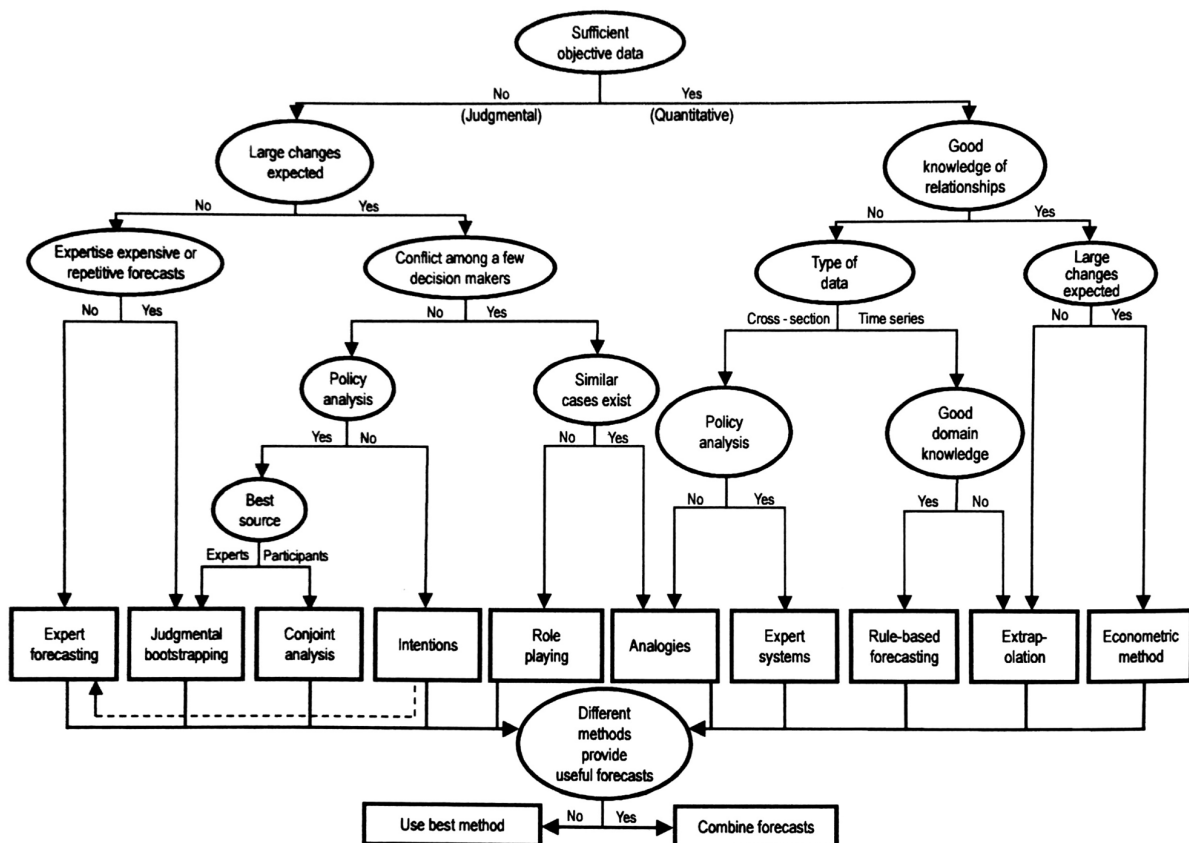 Sufficient
objective data
No
Yes
(Judgmental)
(Quantitative)
Large changes
expected
Good
knowledge of
relationships
No
Yes
No
Yes
Expertise expensive or
repetitive forecasts
Conflict among a few
decision makers
Type of
data
Large
changes
expected
No
Yes
No
Yes
Cross - section
Time series
No
Yes
Policy
analysis
Similar
cases exist
Policy
analysis
Good
domain
knowledge
Yes
No
No
Yes
Best
source
No
Yes
Yes
No
Experts
Participants
Expert
forecasting
Judgmental
bootstrapping
Conjoint
analysis
Intentions
Role
playing
Analogies
Expert
systems
Rule-based
forecasting
Extrap-
olation
Econometric
method
Different
methods
provide
useful forecasts
No
Yes
Use best method
Combine forecasts